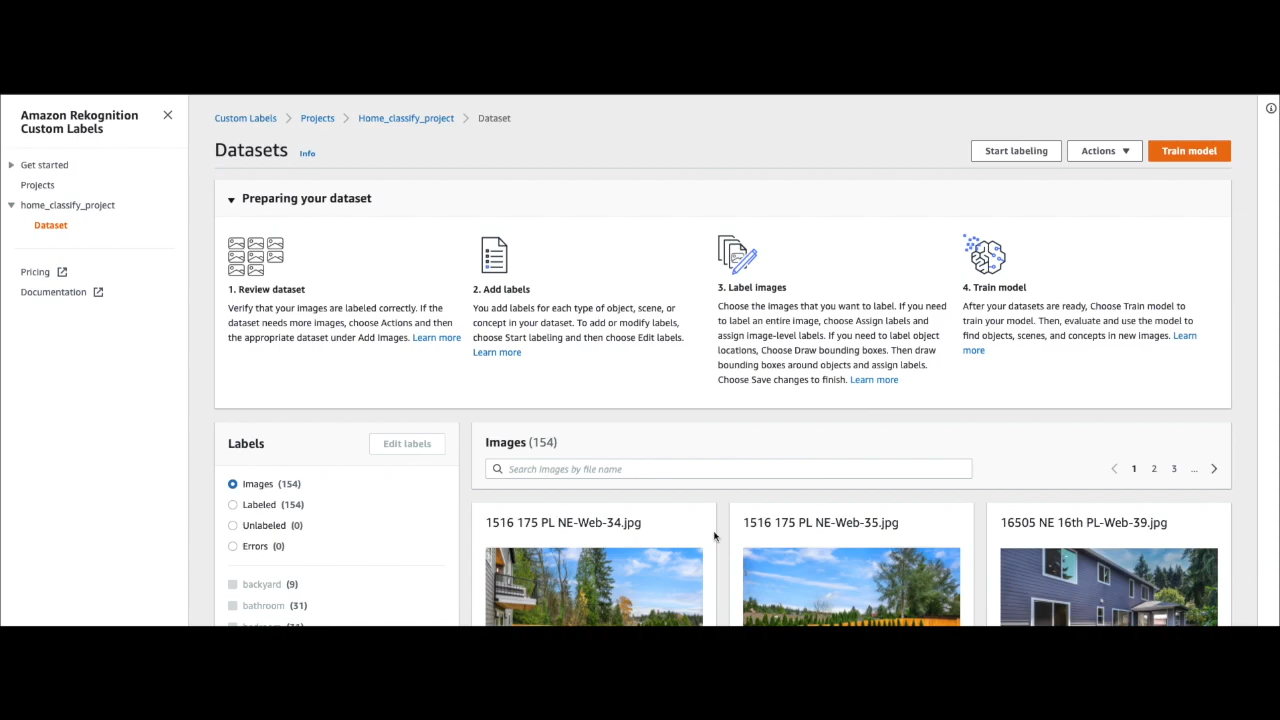 Amazon Rekognition
Custom Labels
Get started
Projects
home_classify_project
Dataset
Pricing
Documentation
Custom Labels
Projects
Home_classify_project
Dataset
Datasets Info
Start labeling
Actions
Train model
Preparing your dataset
1. Review dataset
Verify that your images are labeled correctly. If the
dataset needs more images, choose Actions and then
the appropriate dataset under Add images. Learn more
2. Add labels
You add labels for each type of object, scene, or
concept in your dataset. To add or modify labels,
choose Start labeling and then choose Edit labels.
Learn more
3. Label images
Choose the images that you want to label. If you need
to label an entire image, choose Assign labels and
assign image-level labels. If you need to label object
locations, Choose Draw bounding boxes. Then draw
bounding boxes around objects and assign labels.
Choose Save changes to finish. Learn more
4. Train model
After your datasets are ready, Choose Train model to
train your model. Then, evaluate and use the model to
find objects, scenes, and concepts in new images. Learn
more
Labels
Edit labels
Images (154)
Labeled (154)
Unlabeled (0)
Errors (0)
backyard (9)
bathroom (31)
Images (154)
Search images by file name
1 2 3 ...
1516 175 PL NE-Web-34.jpg
1516 175 PL NE-Web-35.jpg
16505 NE 16th PL-Web-39.jpg